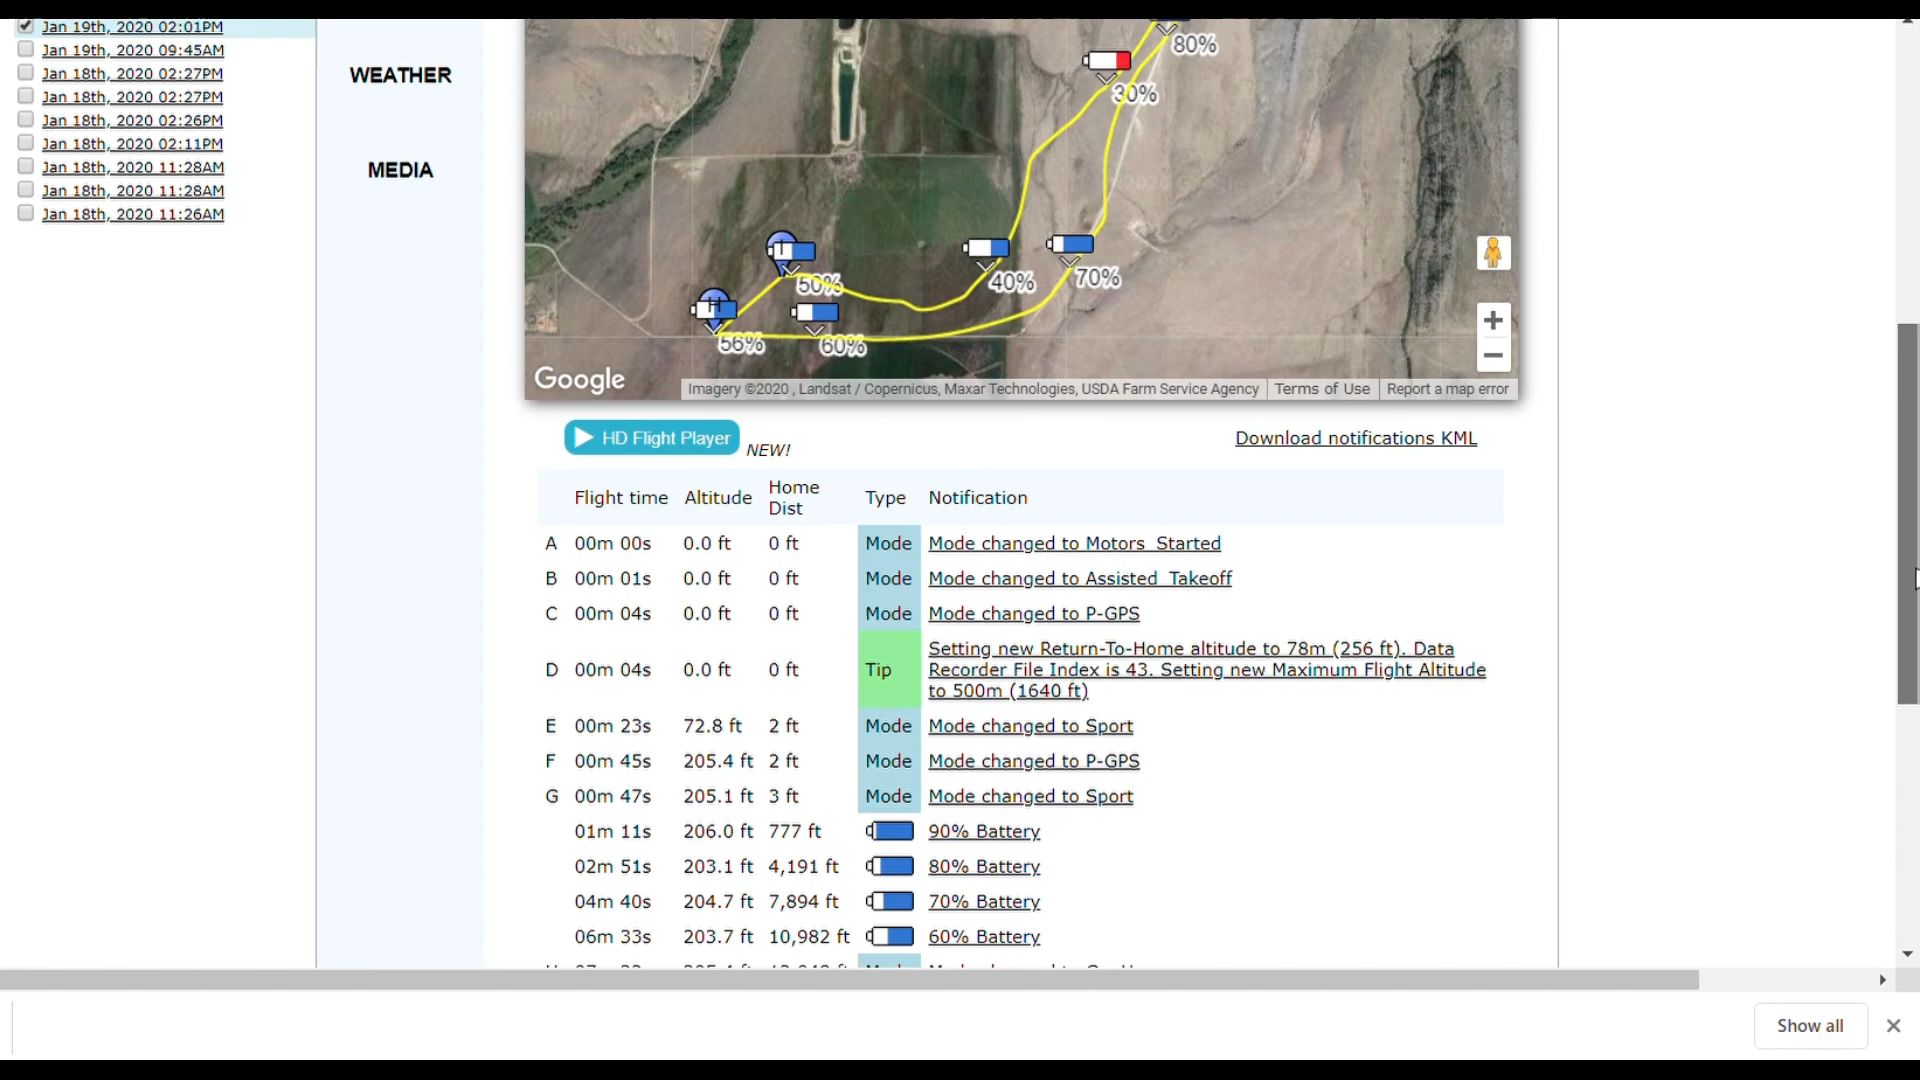 Jan 19th, 2020 02:01PM
Jan 19th, 2020 09:45AM
Jan 18th, 2020 02:27PM
Jan 18th, 2020 02:27PM
Jan 18th, 2020 02:26PM
Jan 18th, 2020 02:11PM
Jan 18th, 2020 11:28AM
Jan 18th, 2020 11:28AM
Jan 18th, 2020 11:26AM
WEATHER
MEDIA
80%
30%
50%
40%
70%
H
56%
60%
Google
Imagery ©2020 , Landsat / Copernicus, Maxar Technologies, USDA Farm Service Agency
Terms of Use
Report a map error
HD Flight Player
NEW!
Download notifications KML
Flight time Altitude Home Dist Type Notification
A 00m 00s 0.0 ft 0 ft Mode Mode changed to Motors_Started
B 00m 01s 0.0 ft 0 ft Mode Mode changed to Assisted_Takeoff
C 00m 04s 0.0 ft 0 ft Mode Mode changed to P-GPS
D 00m 04s 0.0 ft 0 ft Tip Setting new Return-To-Home altitude to 78m (256 ft). Data
Recorder File Index is 43. Setting new Maximum Flight Altitude
to 500m (1640 ft)
E 00m 23s 72.8 ft 2 ft Mode Mode changed to Sport
F 00m 45s 205.4 ft 2 ft Mode Mode changed to P-GPS
G 00m 47s 205.1 ft 3 ft Mode Mode changed to Sport
01m 11s 206.0 ft 777 ft 90% Battery
02m 51s 203.1 ft 4,191 ft 80% Battery
04m 40s 204.7 ft 7,894 ft 70% Battery
06m 33s 203.7 ft 10,982 ft 60% Battery
Show all